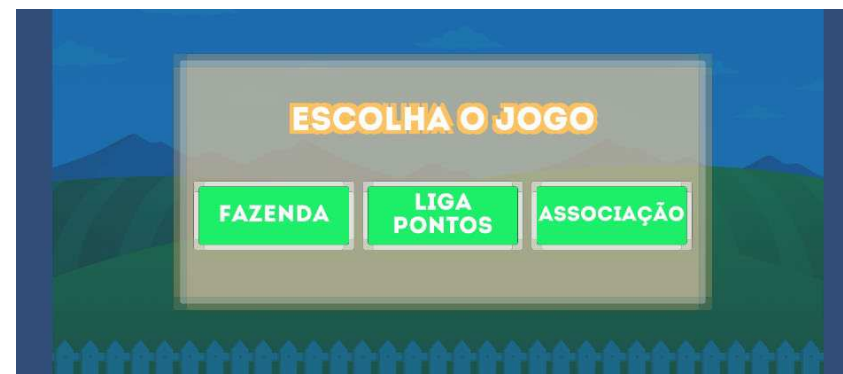 ESCOLHA O JOGO
FAZENDA
LIGA
PONTOS
ASSOCIAÇÃO